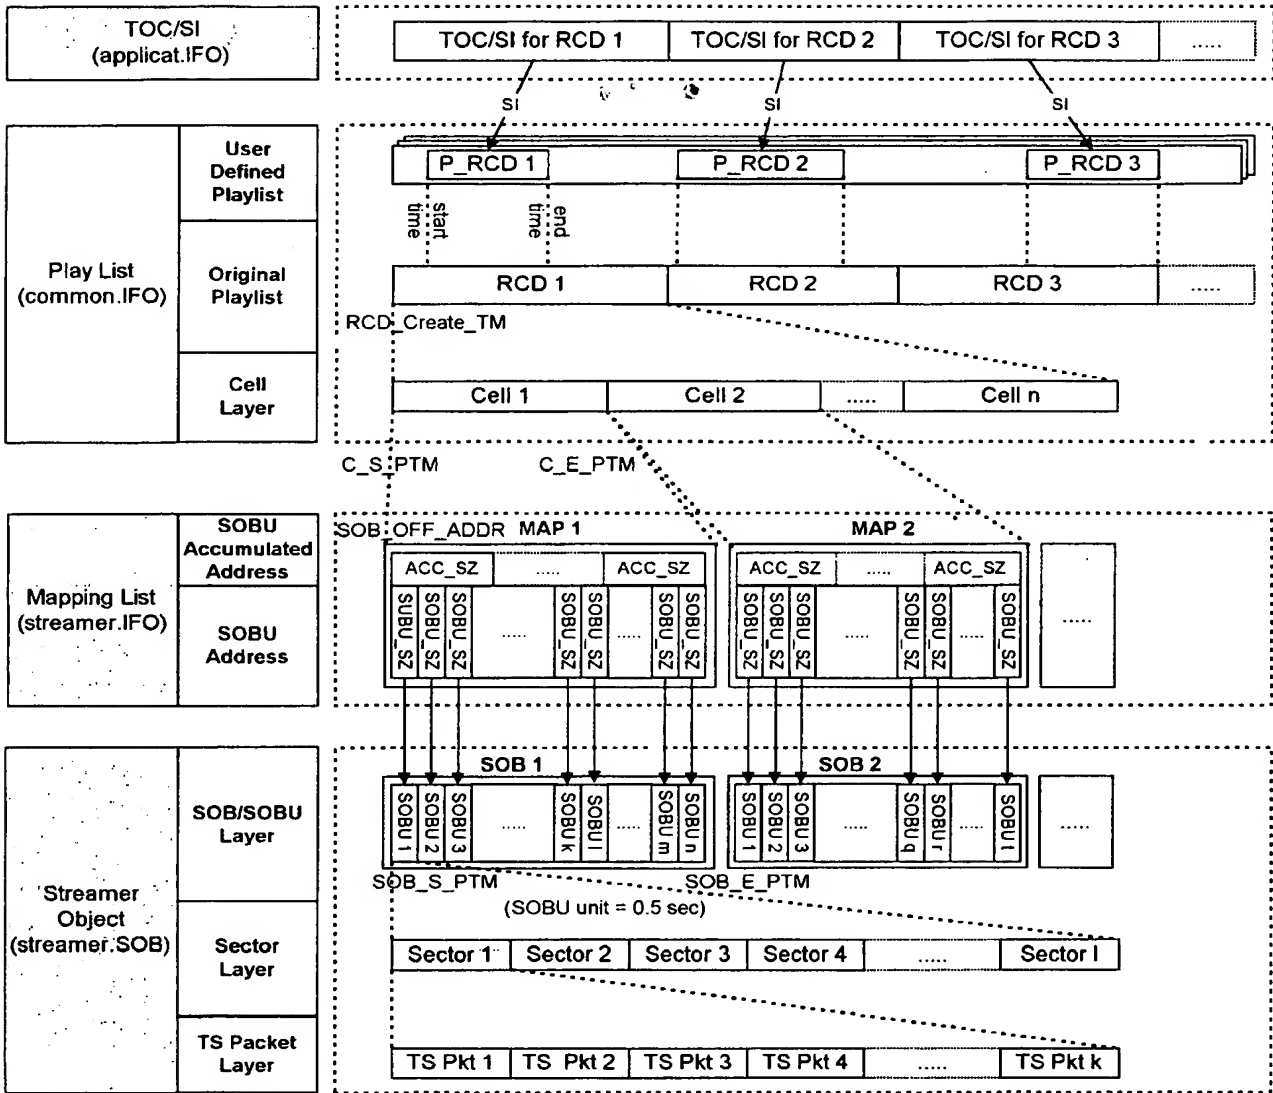 TOC/SI
(applicat.IFO)
TOC/SI for RCD 1 TOC/SI for RCD 2 TOC/SI for RCD 3 .....
SI SI SI
Play List
(common.IFO)
User
Defined
Playlist
P_RCD 1 P_RCD 2 P_RCD 3
start
time
end
time
Original
Playlist
RCD 1 RCD 2 RCD 3 .....
RCD_Create_TM
Cell
Layer
Cell 1 Cell 2 ..... Cell n
C_S_PTM C_E_PTM
Mapping List
(streamer.IFO)
SOBU
Accumulated
Address
SOB_OFF_ADDR MAP 1 MAP 2
ACC_SZ ..... ACC_SZ ACC_SZ ..... ACC_SZ
SOBU
Address
SUBU_SZ SOBU_SZ SOBU_SZ ..... SOBU_SZ SOBU_SZ ..... SOBU_SZ SOBU_SZ SOBU_SZ SOBU_SZ SOBU_SZ ..... SOBU_SZ SOBU_SZ ..... SOBU_SZ .....
Streamer
Object
(streamer.SOB)
SOB/SOBU
Layer
SOB 1 SOB 2
SOBU 1 SOBU 2 SOBU 3 ..... SOBU k SOBU l ..... SOBU m SOBU n SOBU 1 SOBU 2 SOBU 3 ..... SOBU q SOBU r ..... SOBU t .....
SOB_S_PTM SOB_E_PTM
(SOBU unit = 0.5 sec)
Sector
Layer
Sector 1 Sector 2 Sector 3 Sector 4 ..... Sector l
TS Packet
Layer
TS Pkt 1 TS Pkt 2 TS Pkt 3 TS Pkt 4 ..... TS Pkt k